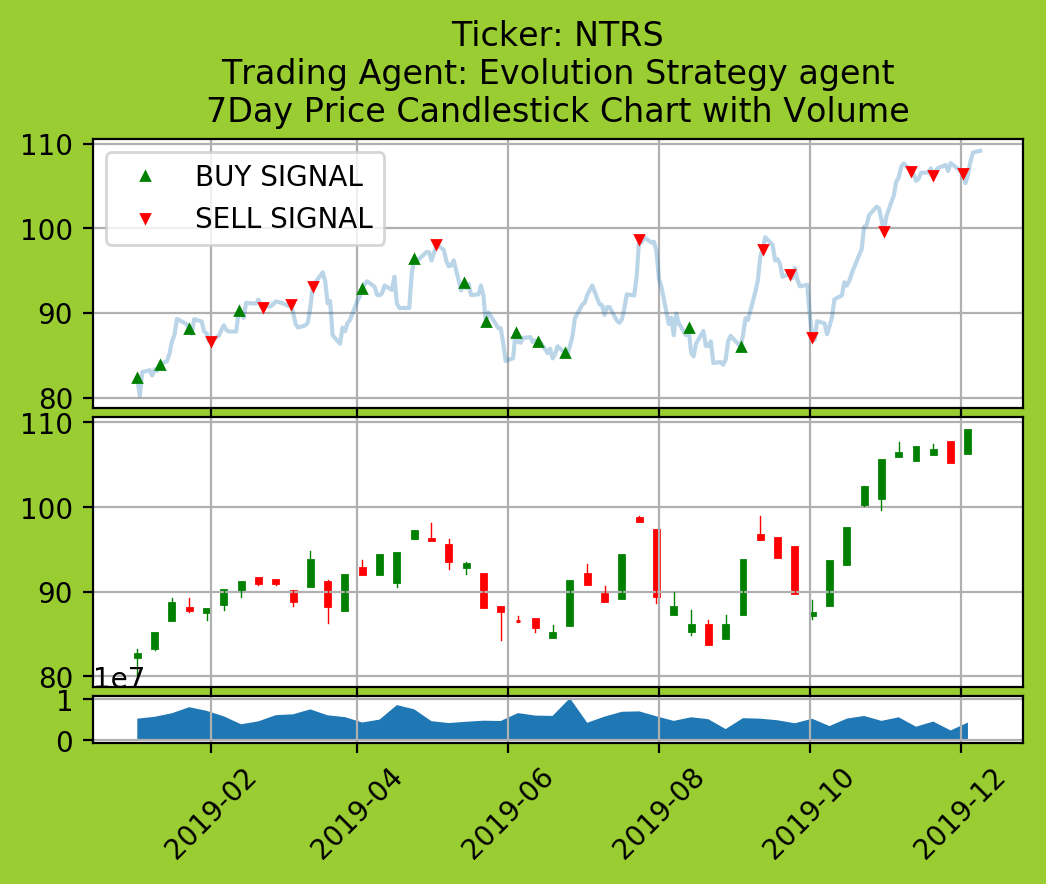 Ticker: NTRS
Trading Agent: Evolution Strategy agent
7Day Price Candlestick Chart with Volume
110
100
90
80
BUY SIGNAL
SELL SIGNAL
110
100
90
80
1e7
1
0
2019-02
2019-04
2019-06
2019-08
2019-10
2019-12